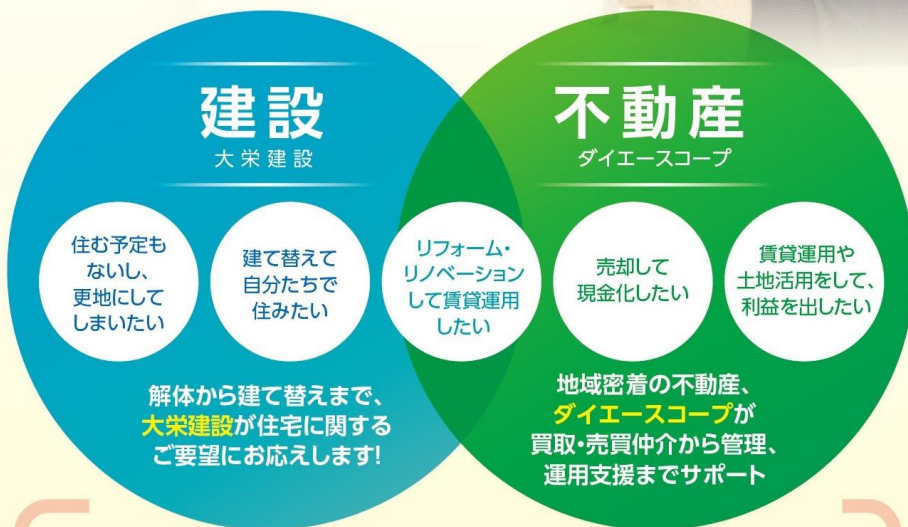 建設
大栄建設
不動産
ダイエースコープ
住む予定も
ないし、
更地にして
しまいたい
建て替えて
自分たちで
住みたい
リフォーム・
リノベーション
して賃貸運用
したい
売却して
現金化したい
賃貸運用や
土地活用をして、
利益を出したい
解体から建て替えまで、
大栄建設が住宅に関する
ご要望にお応えします!
地域密着の不動産、
ダイエースコープが
買取・売買仲介から管理、
運用支援までサポート